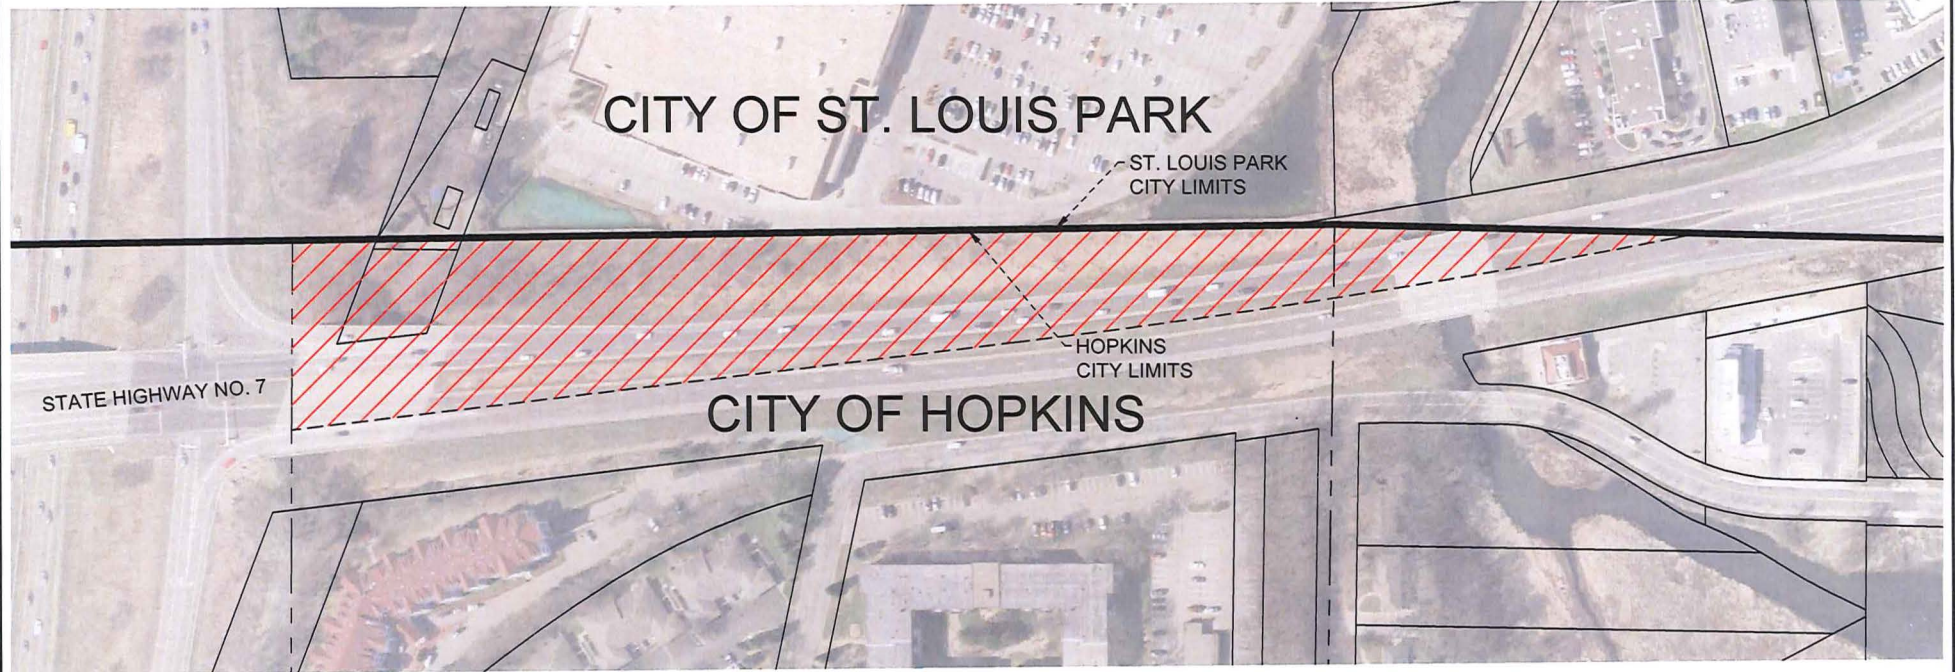 CITY OF ST. LOUIS PARK
ST. LOUIS PARK
CITY LIMITS
HOPKINS
CITY LIMITS
STATE HIGHWAY NO. 7
CITY OF HOPKINS